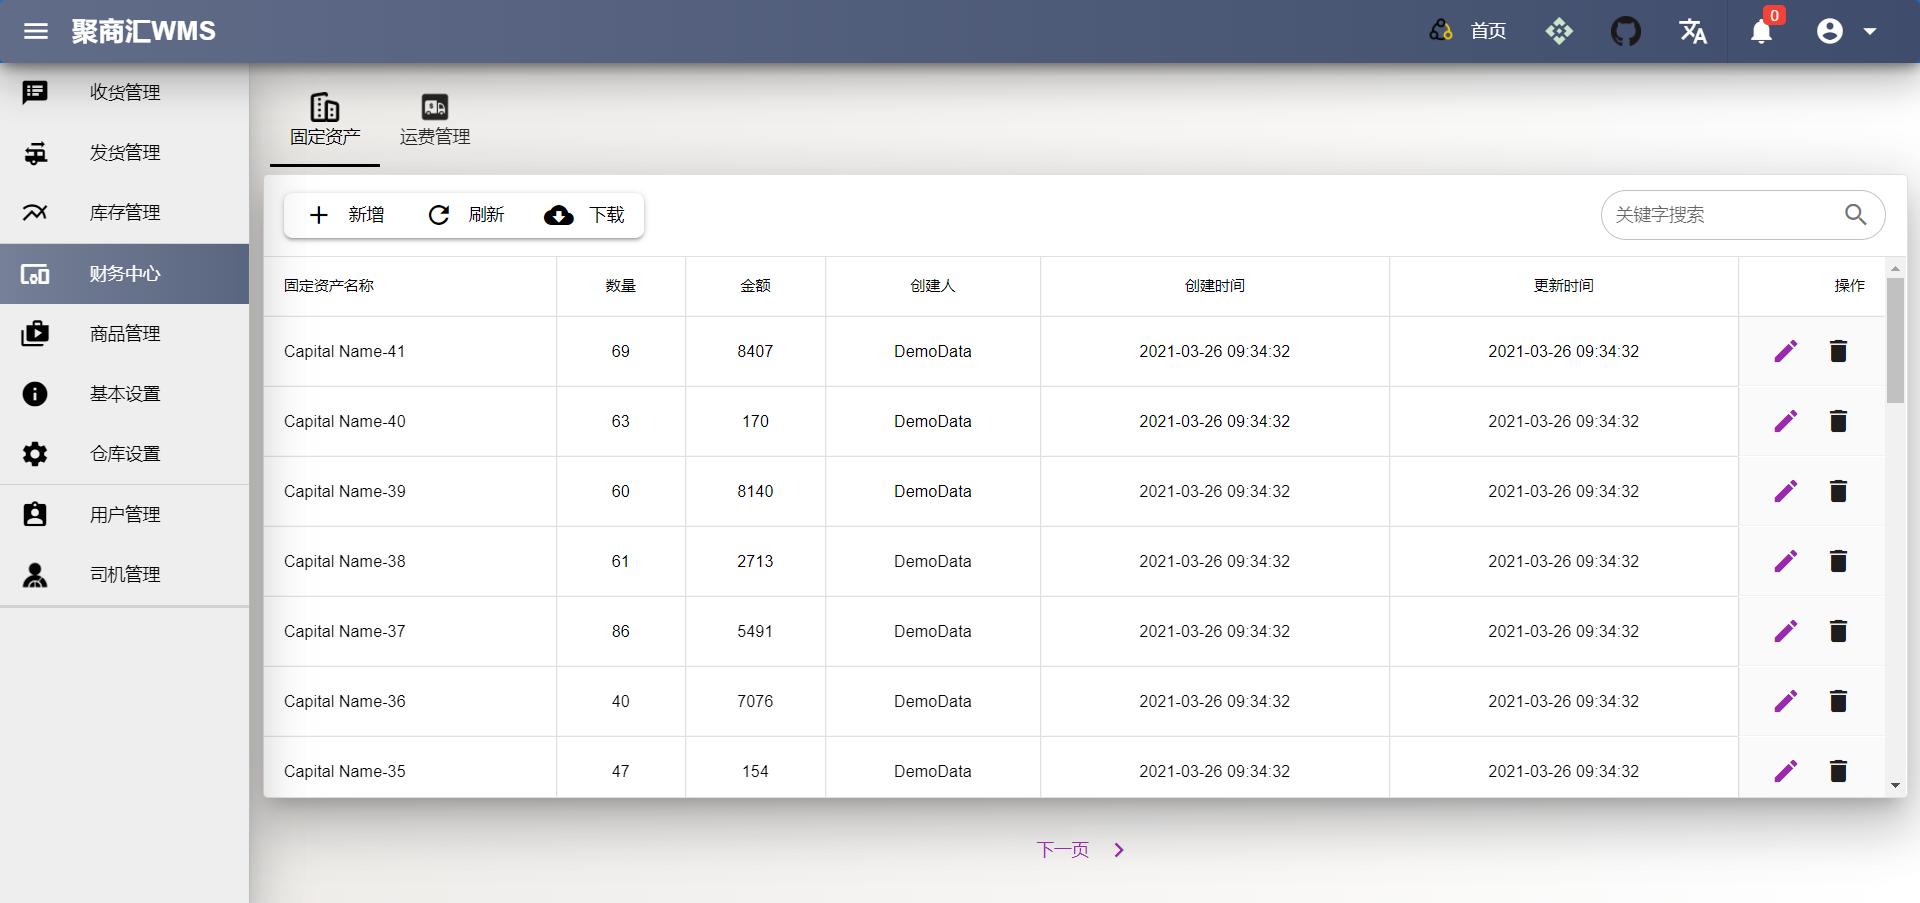 聚商汇WMS
首页
0
收货管理
发货管理
库存管理
财务中心
商品管理
基本设置
仓库设置
用户管理
司机管理
固定资产 运费管理
新增 刷新 下载
关键字搜索
固定资产名称 数量 金额 创建人 创建时间 更新时间 操作
Capital Name-41 69 8407 DemoData 2021-03-26 09:34:32 2021-03-26 09:34:32
Capital Name-40 63 170 DemoData 2021-03-26 09:34:32 2021-03-26 09:34:32
Capital Name-39 60 8140 DemoData 2021-03-26 09:34:32 2021-03-26 09:34:32
Capital Name-38 61 2713 DemoData 2021-03-26 09:34:32 2021-03-26 09:34:32
Capital Name-37 86 5491 DemoData 2021-03-26 09:34:32 2021-03-26 09:34:32
Capital Name-36 40 7076 DemoData 2021-03-26 09:34:32 2021-03-26 09:34:32
Capital Name-35 47 154 DemoData 2021-03-26 09:34:32 2021-03-26 09:34:32
下一页